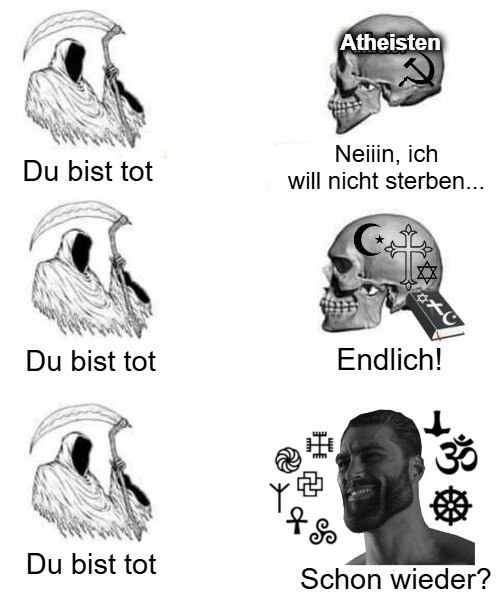 Atheisten
Du bist tot
Neiiin, ich
will nicht sterben...
Du bist tot
Endlich!
Du bist tot
Schon wieder?